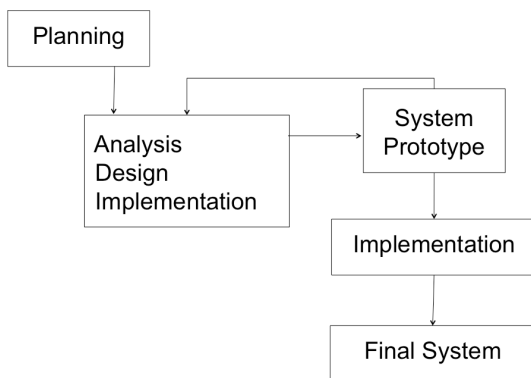 Planning
Analysis
Design
Implementation
System
Prototype
Implementation
Final System